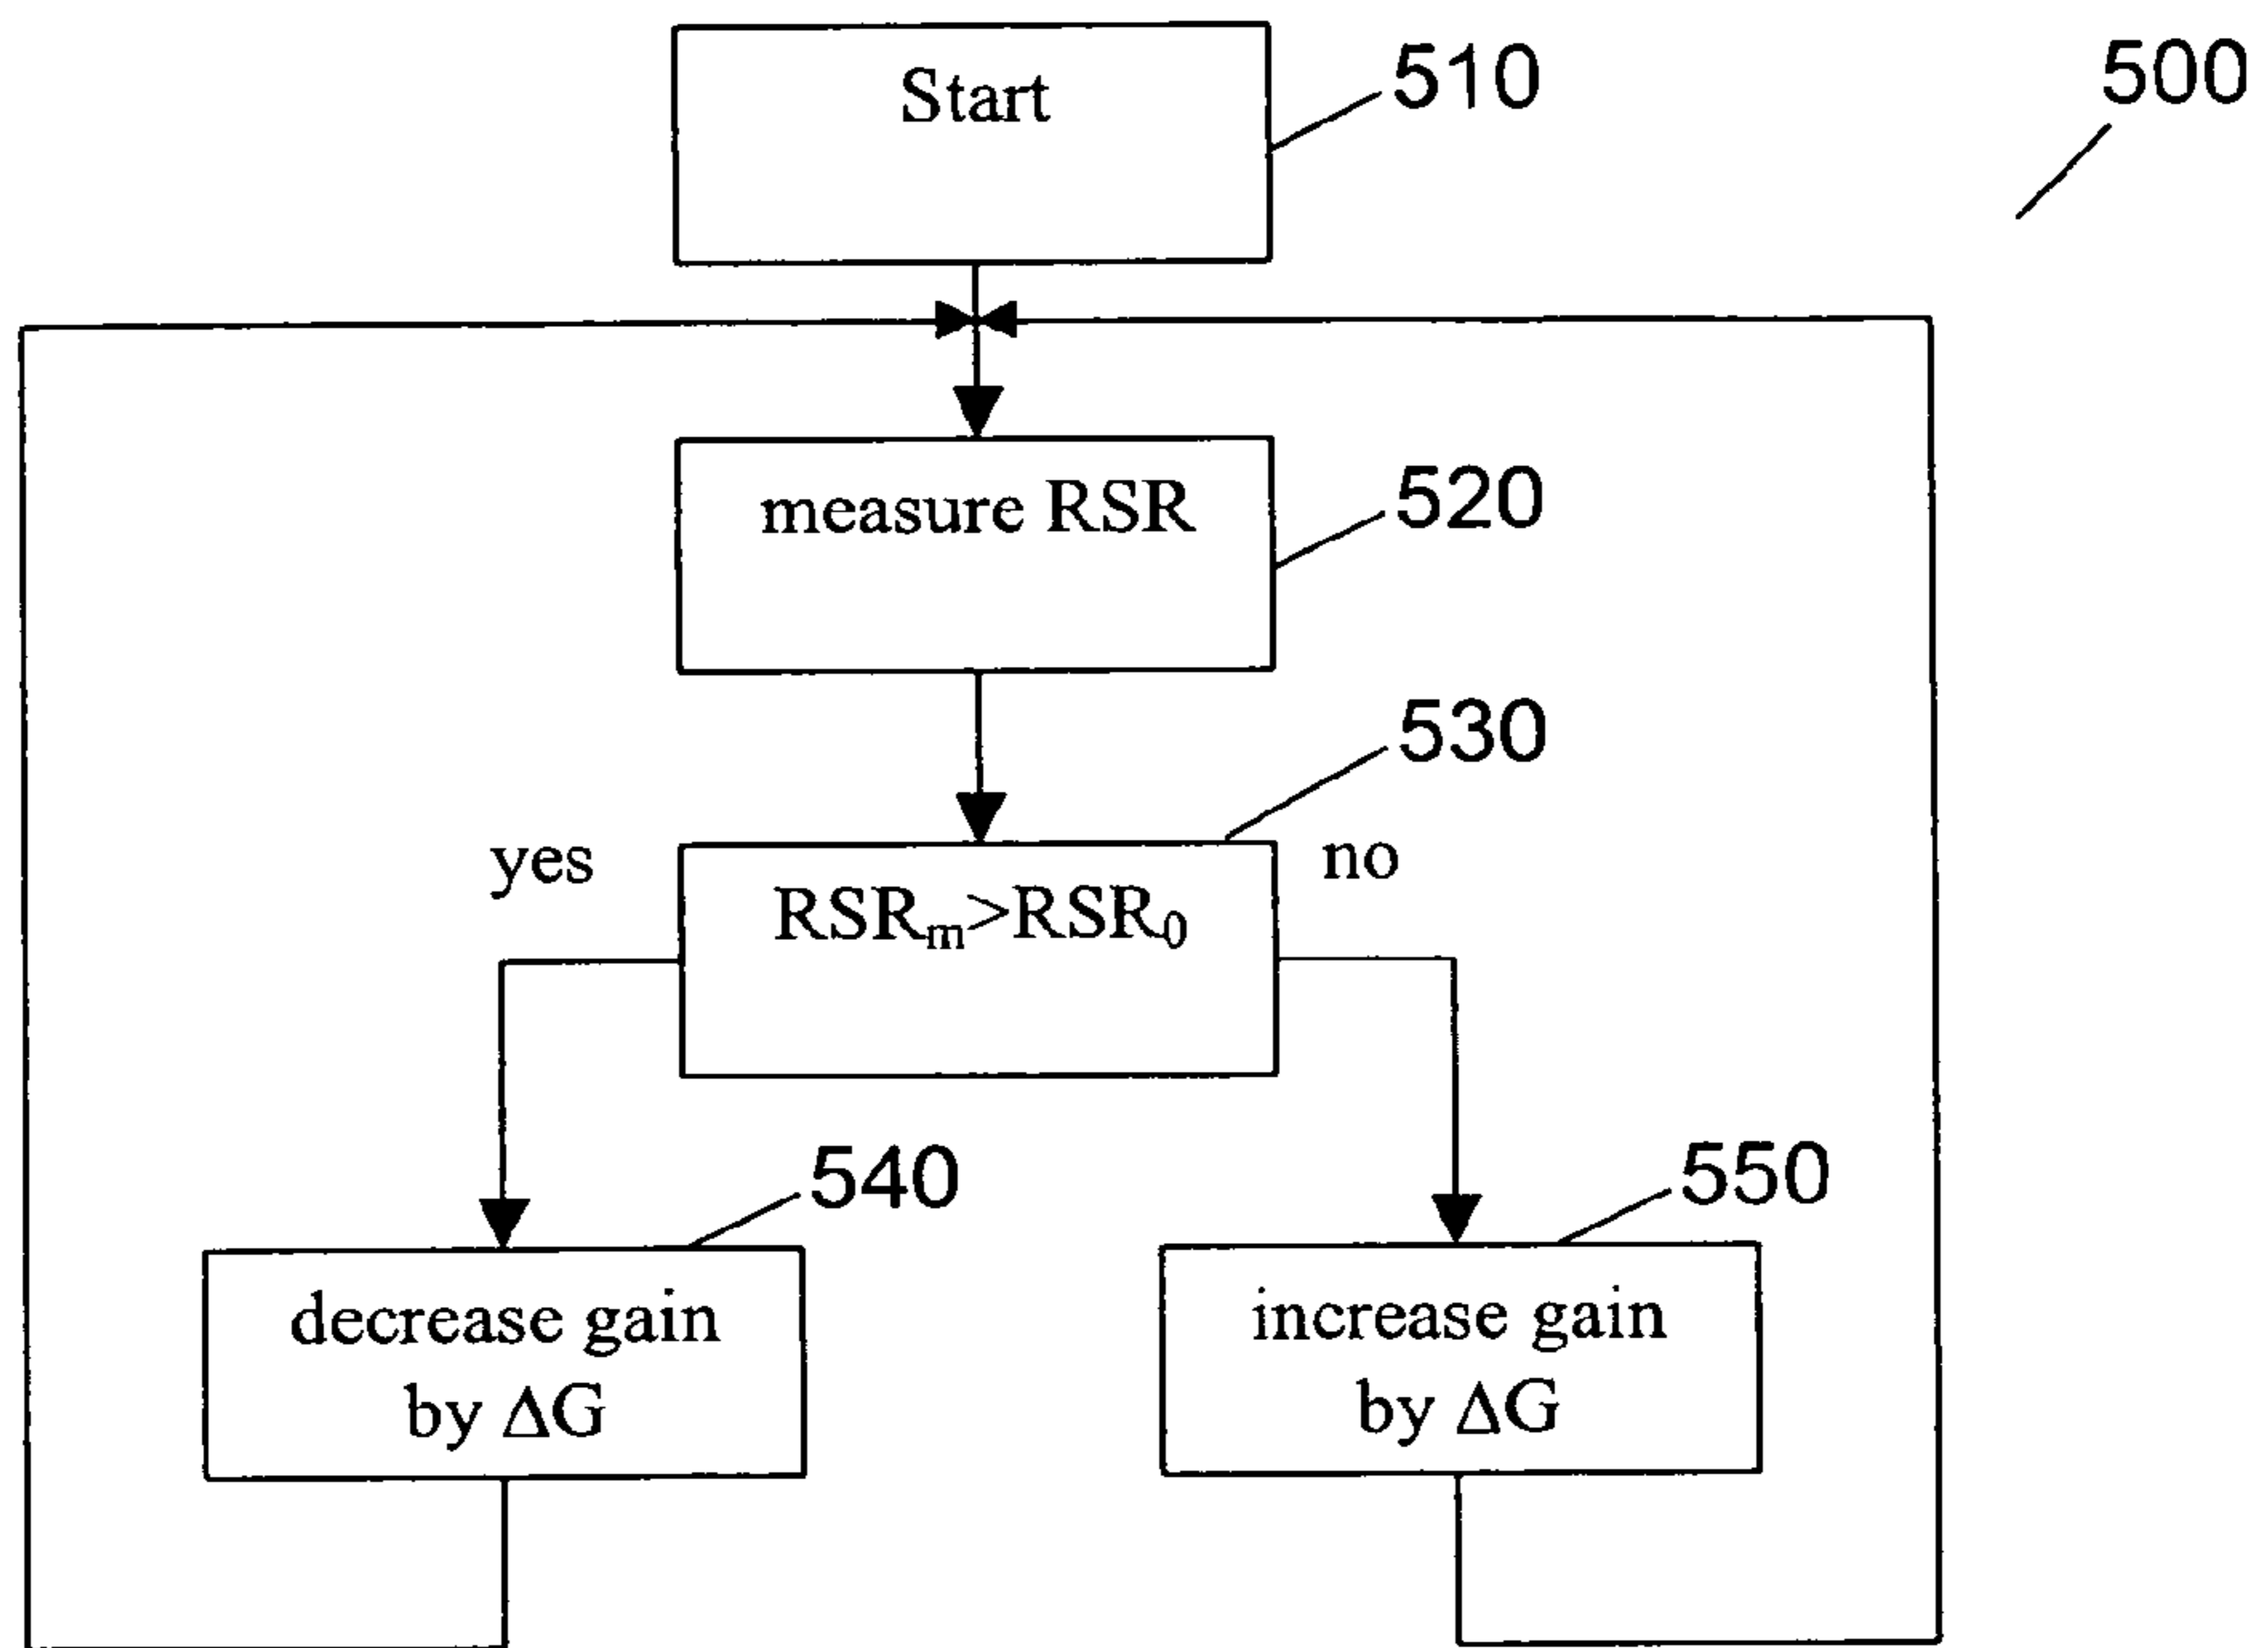 Start
510
500
measure RSR
520
530
yes
no
RSRₘ>RSR₀
540
550
decrease gain
by ΔG
increase gain
by ΔG